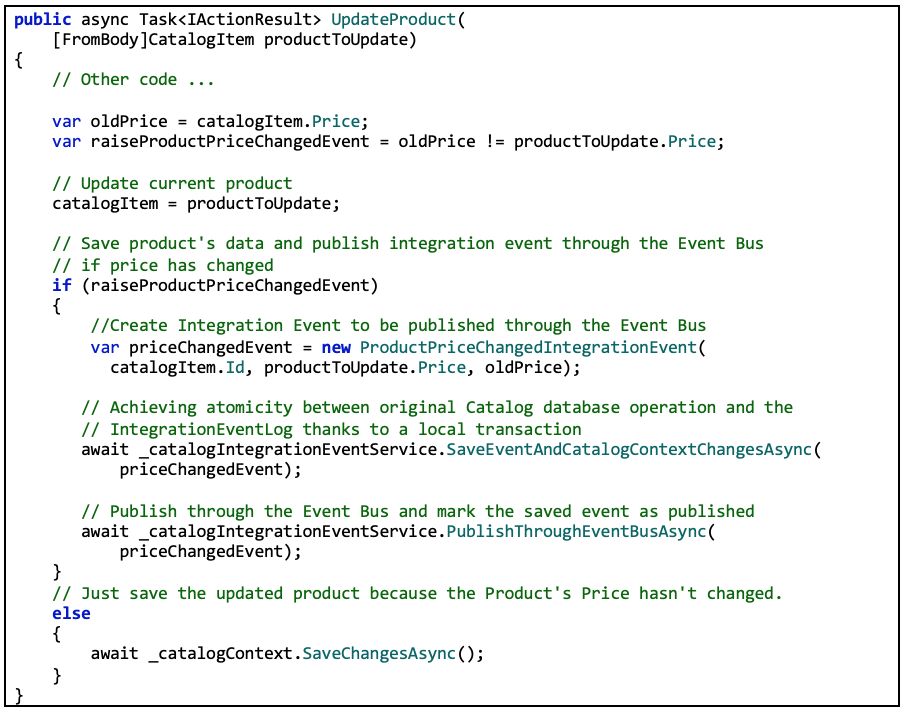 public async Task<IActionResult> UpdateProduct(
    [FromBody]CatalogItem productToUpdate)
{
    // Other code ...

    var oldPrice = catalogItem.Price;
    var raiseProductPriceChangedEvent = oldPrice != productToUpdate.Price;

    // Update current product
    catalogItem = productToUpdate;

    // Save product's data and publish integration event through the Event Bus
    // if price has changed
    if (raiseProductPriceChangedEvent)
    {
        //Create Integration Event to be published through the Event Bus
        var priceChangedEvent = new ProductPriceChangedIntegrationEvent(
          catalogItem.Id, productToUpdate.Price, oldPrice);

       // Achieving atomicity between original Catalog database operation and the
       // IntegrationEventLog thanks to a local transaction
       await _catalogIntegrationEventService.SaveEventAndCatalogContextChangesAsync(
           priceChangedEvent);

       // Publish through the Event Bus and mark the saved event as published
       await _catalogIntegrationEventService.PublishThroughEventBusAsync(
           priceChangedEvent);
    }
    // Just save the updated product because the Product's Price hasn't changed.
    else
    {
        await _catalogContext.SaveChangesAsync();
    }
}